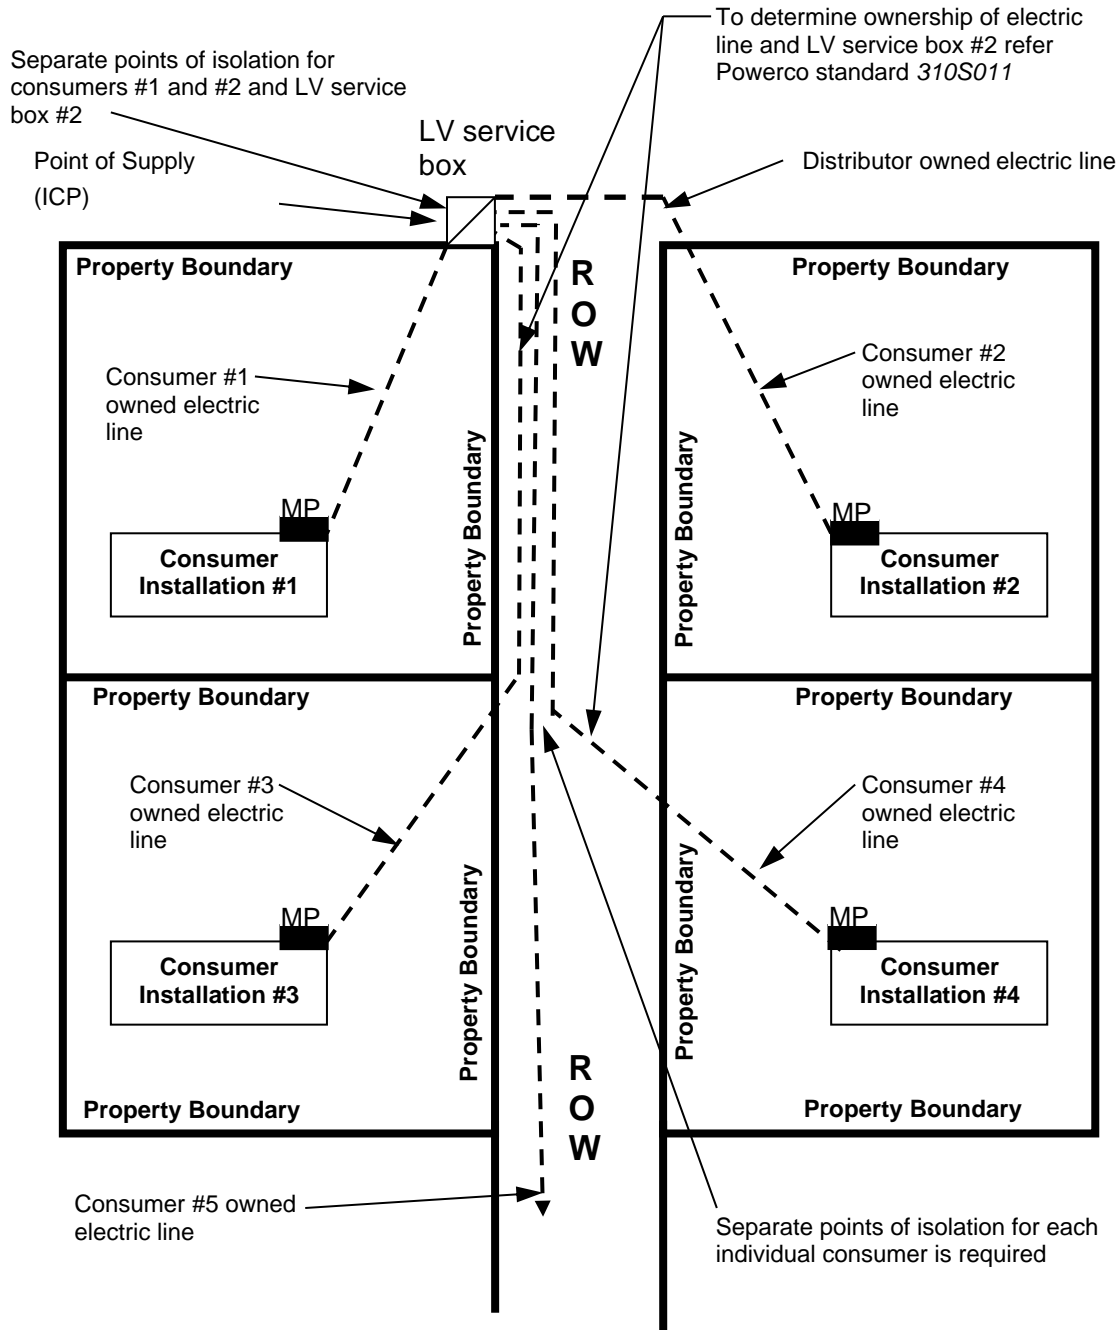 To determine ownership of electric
line and LV service box #2 refer
Powerco standard 310S011
Separate points of isolation for
consumers #1 and #2 and LV service
box #2
LV service
box
Point of Supply
(ICP)
Distributor owned electric line
Property Boundary
R
O
W
Property Boundary
Consumer #1
owned electric
line
Consumer #2
owned electric
line
Property Boundary
Property Boundary
MP
Consumer
Installation #1
MP
Consumer
Installation #2
Property Boundary
Property Boundary
Consumer #3
owned electric
line
Consumer #4
owned electric
line
Property Boundary
Property Boundary
MP
Consumer
Installation #3
MP
Consumer
Installation #4
R
O
W
Property Boundary
Property Boundary
Consumer #5 owned
electric line
Separate points of isolation for each
individual consumer is required